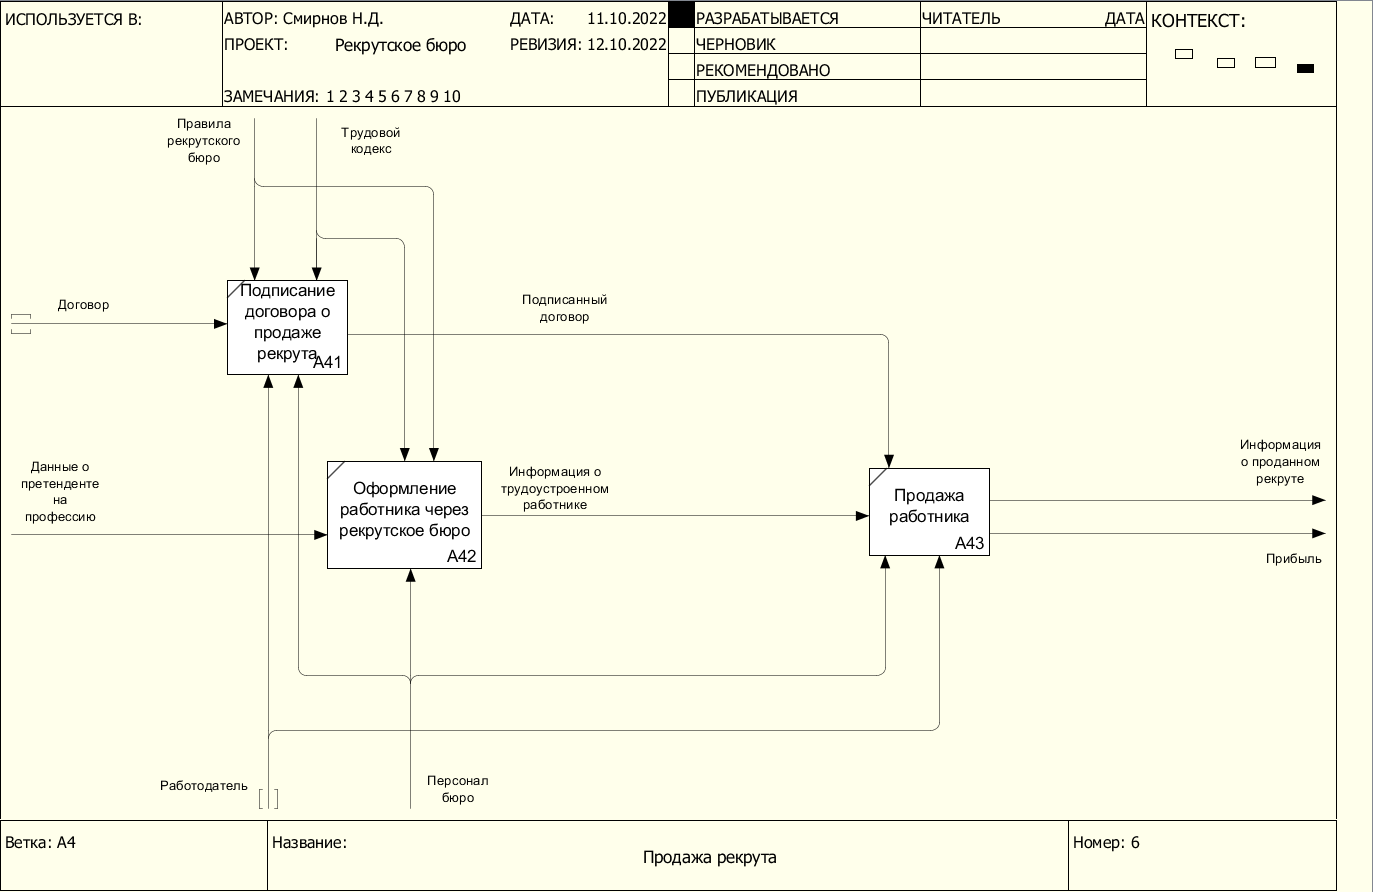 ИСПОЛЬЗУЕТСЯ В:
АВТОР: Смирнов Н.Д.
ДАТА: 11.10.2022
ПРОЕКТ: Рекрутское бюро
РЕВИЗИЯ: 12.10.2022
ЗАМЕЧАНИЯ: 1 2 3 4 5 6 7 8 9 10
РАЗРАБАТЫВАЕТСЯ
ЧЕРНОВИК
РЕКОМЕНДОВАНО
ПУБЛИКАЦИЯ
ЧИТАТЕЛЬ
ДАТА
КОНТЕКСТ:
Правила
рекрутского
бюро
Трудовой
кодекс
Договор
Подписание
договора о
продаже
рекрута
A41
Подписанный
договор
Данные о
претенденте
на
профессию
Оформление
работника через
рекрутское бюро
A42
Информация о
трудоустроенном
работнике
Продажа
работника
A43
Информация
о проданном
рекруте
Прибыль
Работодатель
Персонал
бюро
Ветка: A4
Название:
Продажа рекрута
Номер: 6